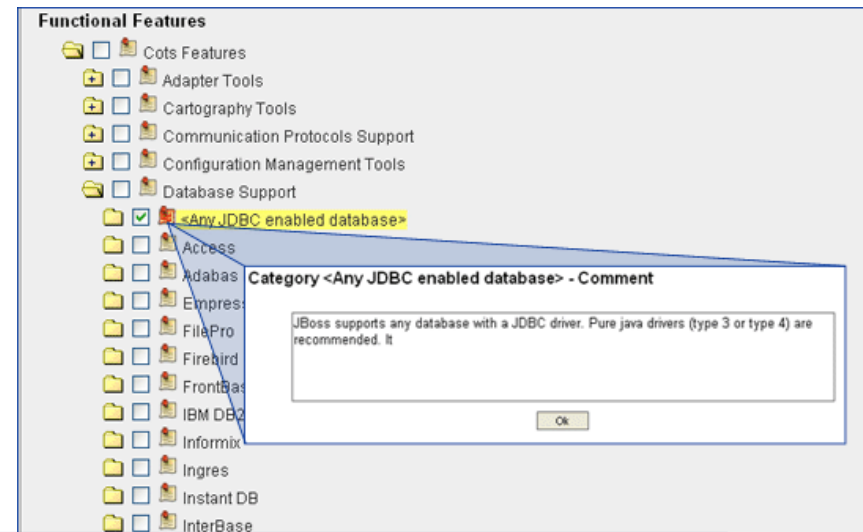 Functional Features
Cots Features
Adapter Tools
Cartography Tools
Communication Protocols Support
Configuration Management Tools
Database Support
<Any JDBC enabled database>
Access
Adabas
Category <Any JDBC enabled database> - Comment
Empress
FilePro
JBoss supports any database with a JDBC driver. Pure java drivers (type 3 or type 4) are
recommended. It
Firebird
FrontBas
IBM DB2
Ok
Informix
Ingres
Instant DB
InterBase